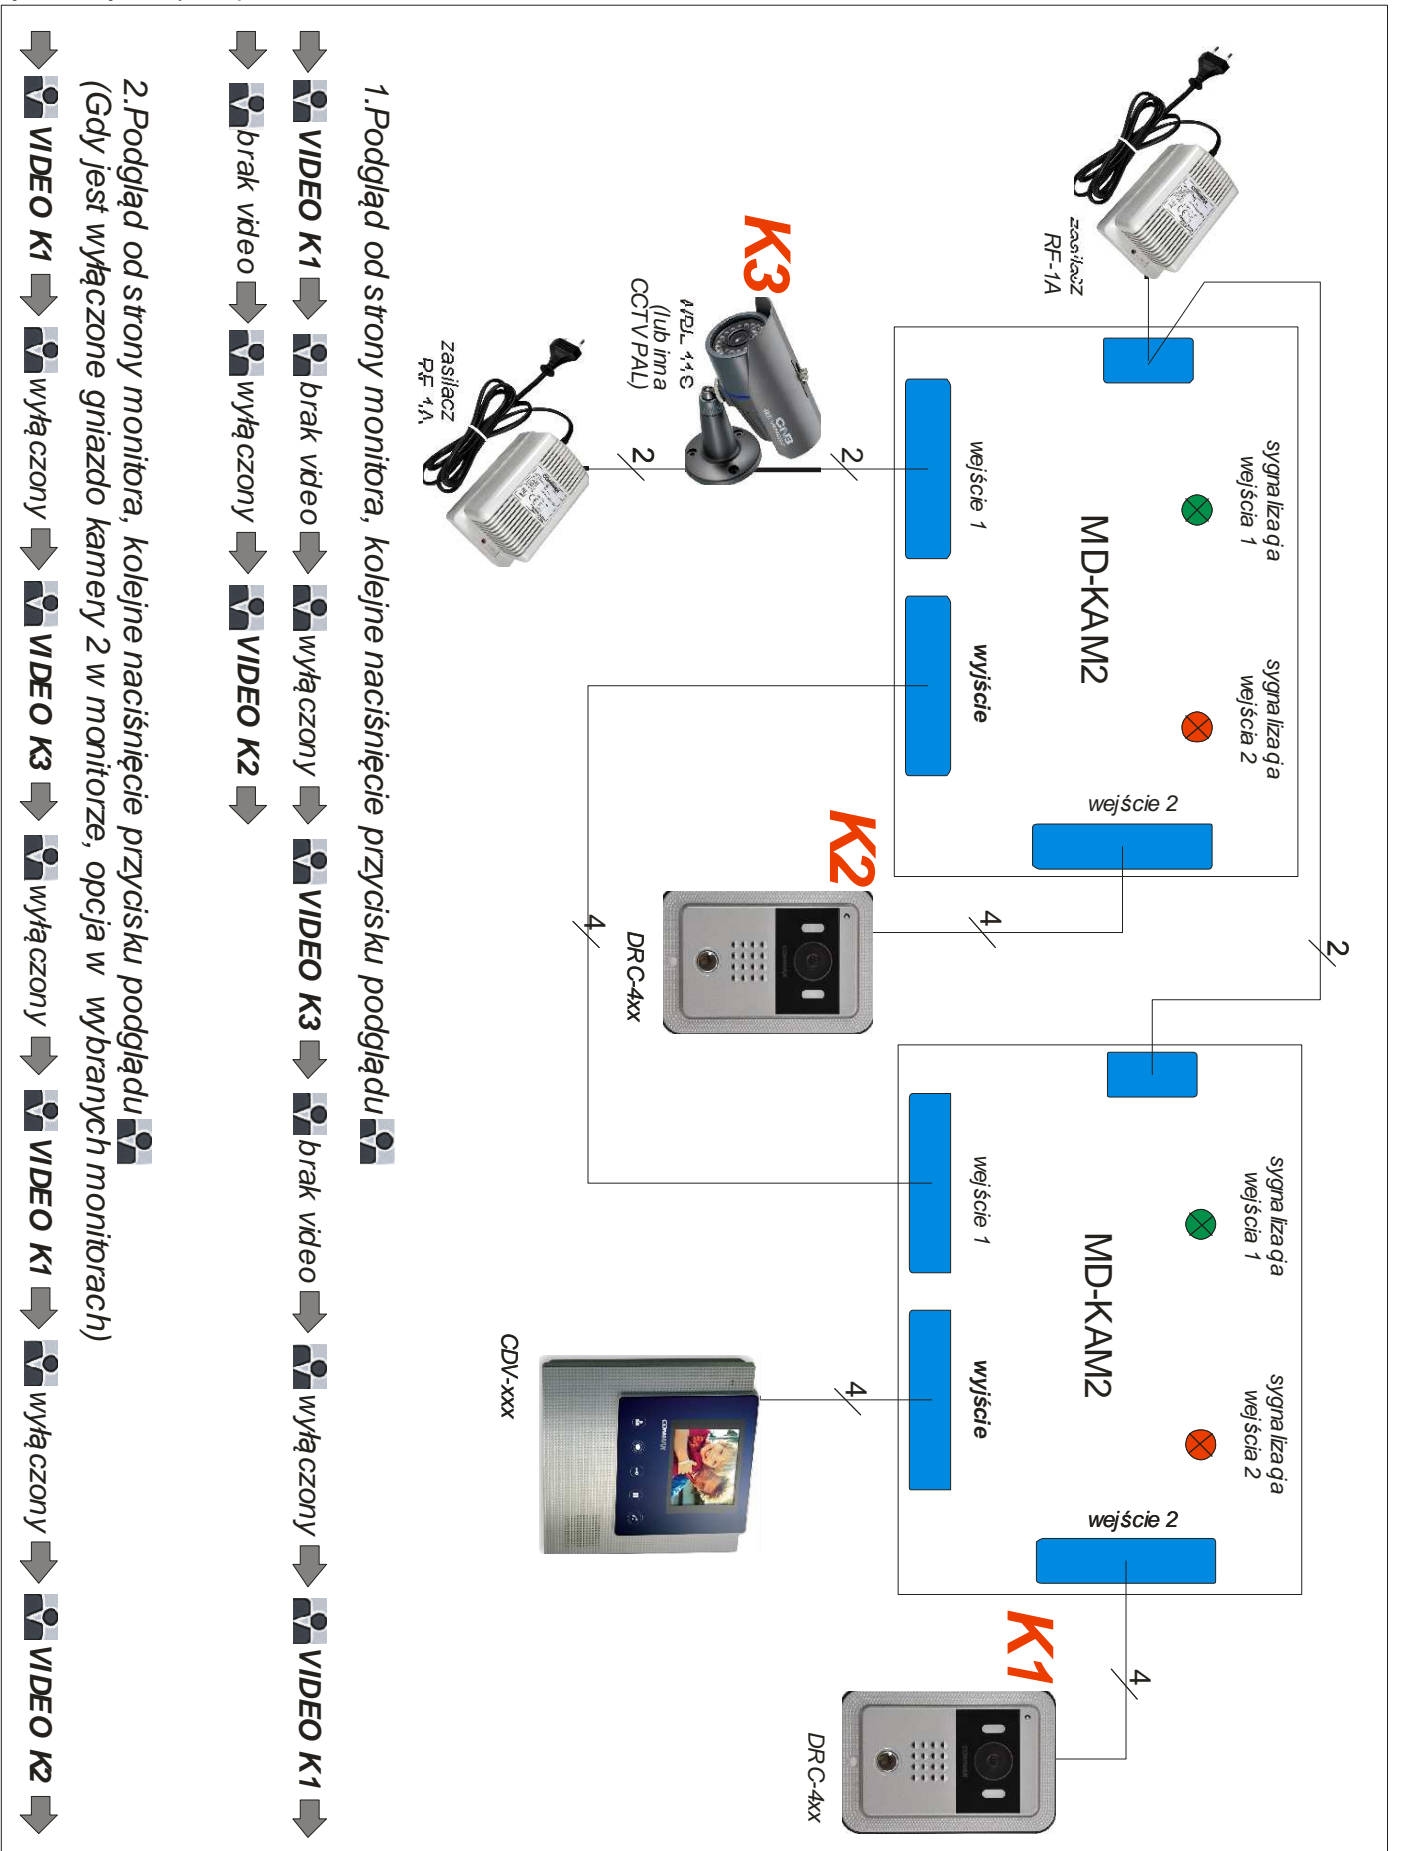 zasilacz
RF-1A
K3
(lub inna
CCTV PAL)
zasilacz
RF-1A
2
2
MD-KAM2
sygnalizacja
wejścia 1
sygnalizacja
wejścia 2
wejście 1
wyjście
wejście 2
K2
DRC-4xx
4
4
2
MD-KAM2
sygnalizacja
wejścia 1
sygnalizacja
wejścia 2
wejście 1
wyjście
wejście 2
4
CDV-xxx
COMMAX
K1
4
DRC-4xx
GNB
1.Podgląd od strony monitora, kolejne naciśnięcie przycisku podglądu
VIDEO K1 brak video wyłączony VIDEO K3 brak video wyłączony VIDEO K1
brak video wyłączony VIDEO K2
2.Podgląd od strony monitora, kolejne naciśnięcie przycisku podglądu
(Gdy jest wyłączone gniazdo kamery 2 w monitorze, opcja w wybranych monitorach)
VIDEO K1 wyłączony VIDEO K3 wyłączony VIDEO K1 wyłączony VIDEO K2